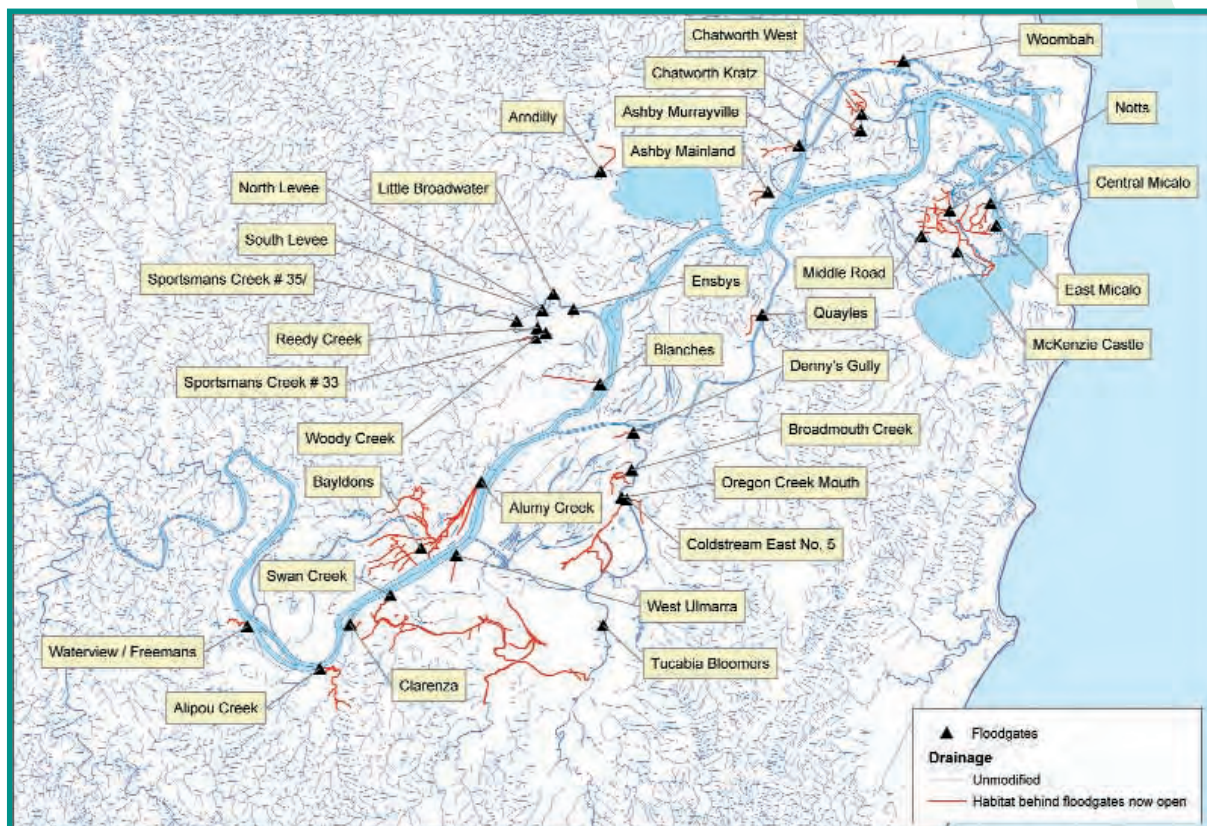 Chatworth West
Woombah
Chatworth Kratz
Notts
Arndilly
Ashby Murrayville
Ashby Mainland
North Levee
Little Broadwater
Central Micalo
South Levee
Sportsmans Creek # 35/
Ensbys
Middle Road
East Micalo
Reedy Creek
Quayles
Blanches
McKenzie Castle
Sportsmans Creek # 33
Denny's Gully
Woody Creek
Broadmouth Creek
Bayldons
Oregon Creek Mouth
Alumy Creek
Coldstream East No. 5
Swan Creek
West Ulmarra
Waterview / Freemans
Tucabia Bloomers
Clarenza
Alipou Creek
Floodgates
Drainage
Unmodified
Habitat behind floodgates now open